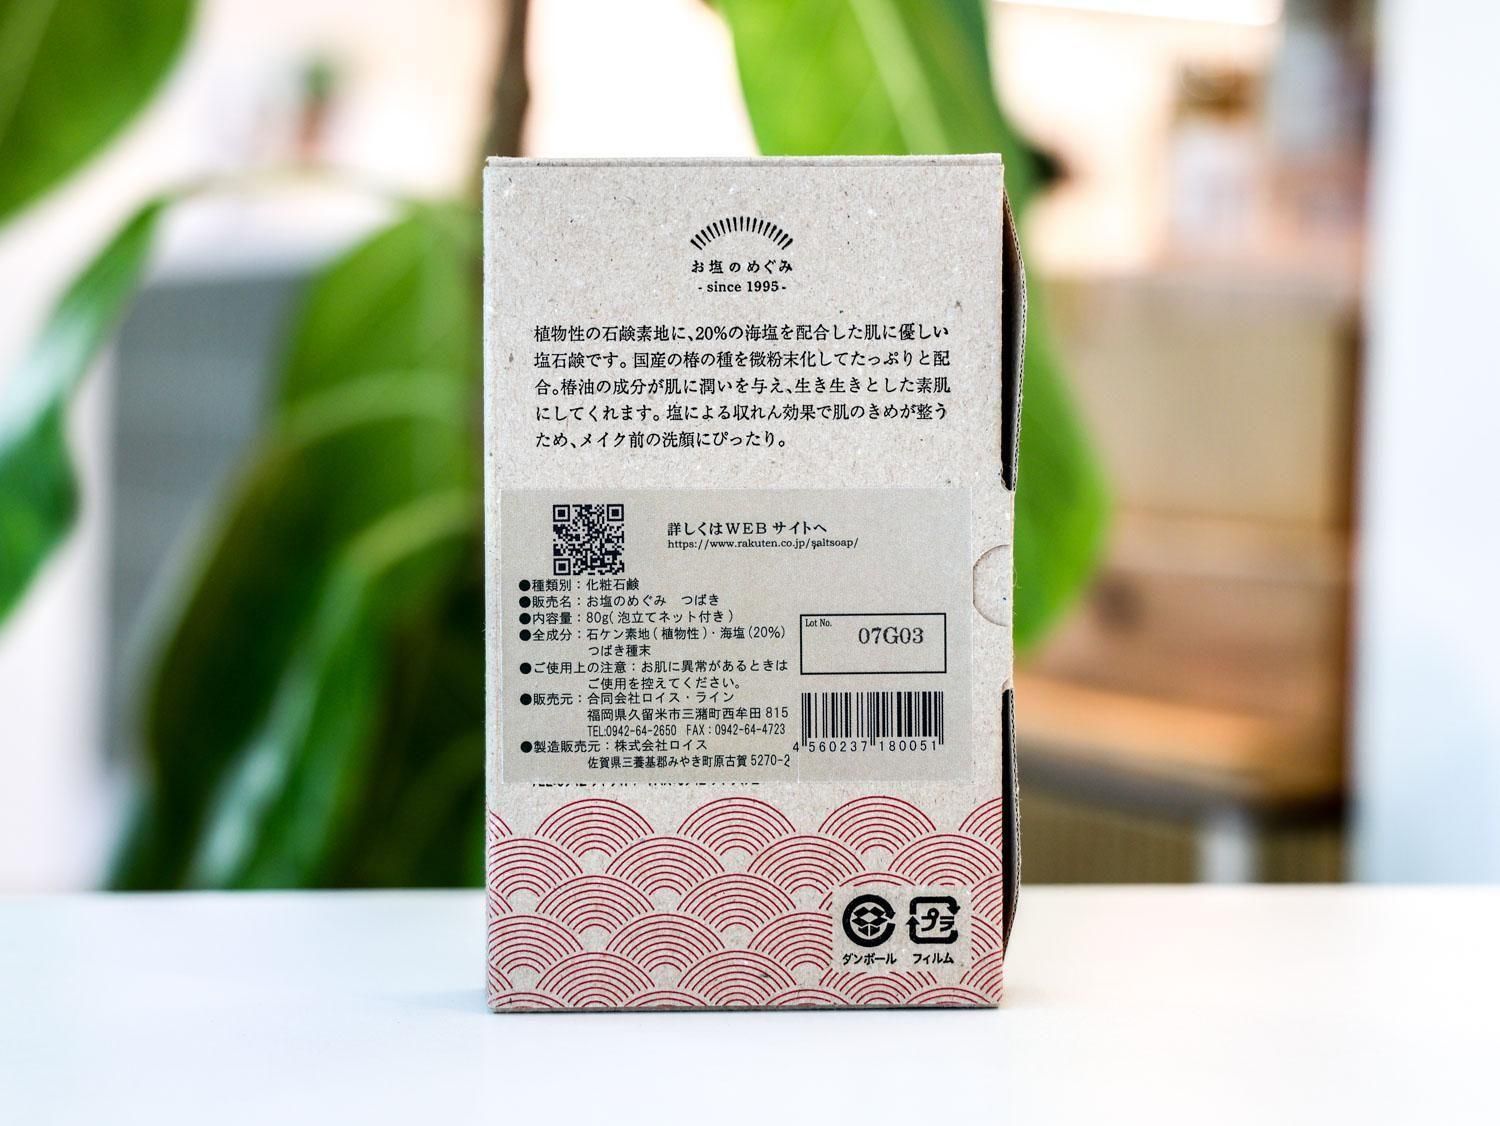 お塩のめぐみ
- since 1995 -
植物性の石鹸素地に、20%の海塩を配合した肌に優しい
塩石鹸です。国産の椿の種を微粉末化してたっぷりと配
合。椿油の成分が肌に潤いを与え、生き生きとした素肌
にしてくれます。塩による収れん効果で肌のきめが整う
ため、メイク前の洗顔にぴったり。
詳しくはWEBサイトへ
https://www.rakuten.co.jp/saltsoap/
●種類別：化粧石鹸
●販売名：お塩のめぐみ　つばき
●内容量：80g(泡立てネット付き)
●全成分：石ケン素地(植物性)・海塩(20%)
つばき種末
●ご使用上の注意：お肌に異常があるときは
ご使用を控えてください。
●販売元：合同会社ロイス・ライン
福岡県久留米市三潴町西牟田 815
TEL:0942-64-2650 FAX:0942-64-4723
●製造販売元：株式会社ロイス
佐賀県三養基郡みやき町原古賀 5270-2
Lot No.
07G03
4 560237 180051
プラ
ダンボール フィルム